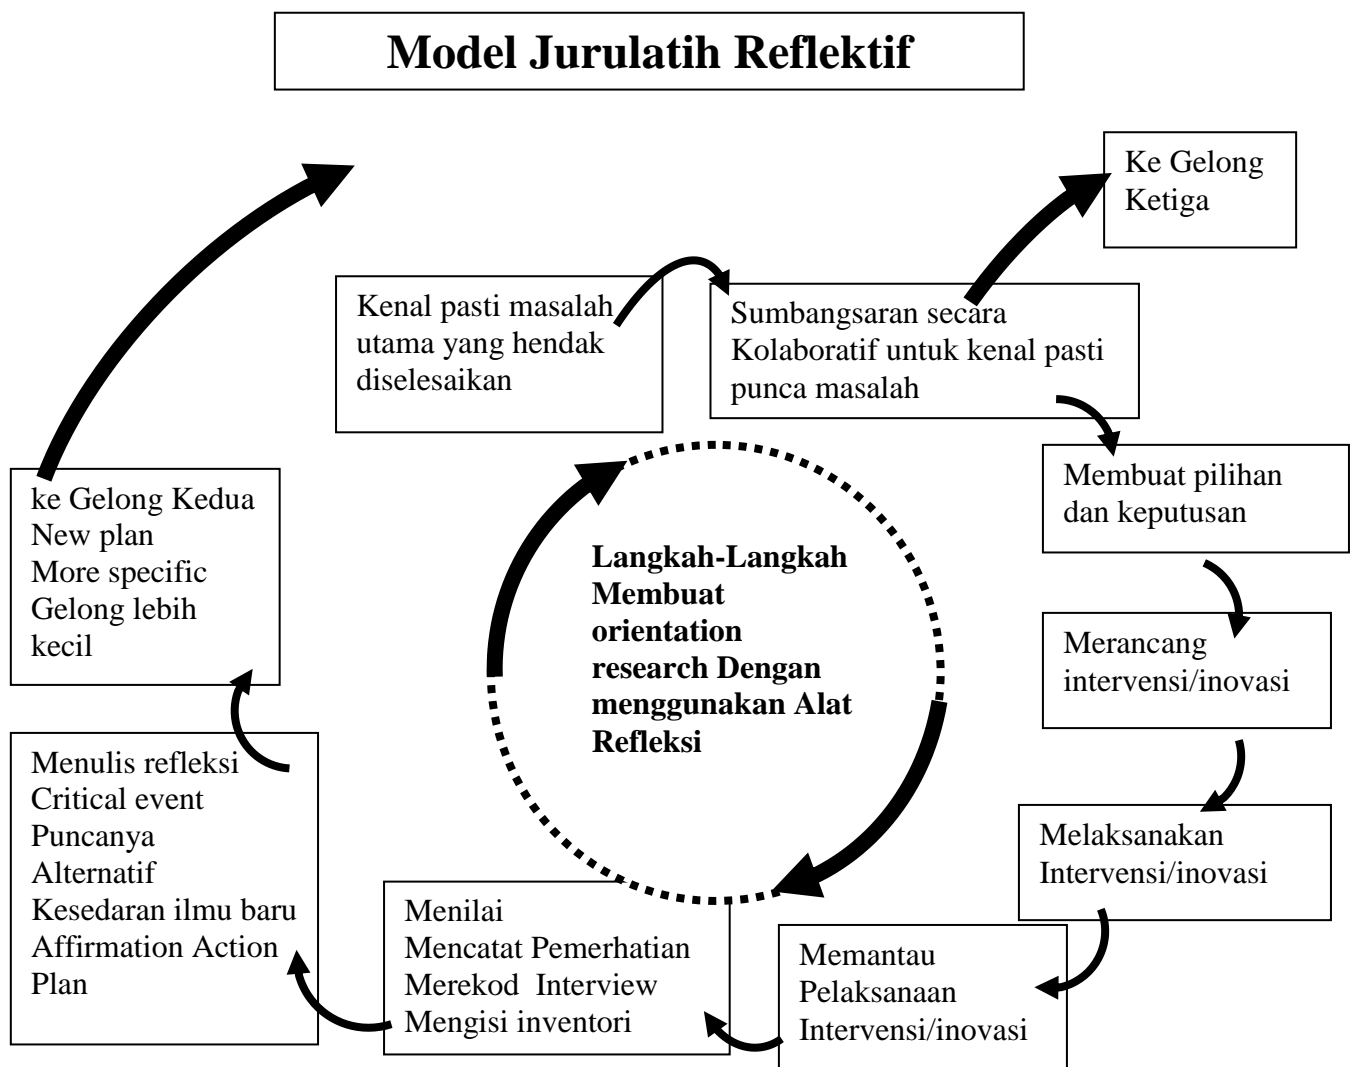 Model Jurulatih Reflektif
Ke Gelong
Ketiga
Kenal pasti masalah
utama yang hendak
diselesaikan
Sumbangsaran secara
Kolaboratif untuk kenal pasti
punca masalah
Membuat pilihan
dan keputusan
Merancang
intervensi/inovasi
Melaksanakan
Intervensi/inovasi
Memantau
Pelaksanaan
Intervensi/inovasi
Menilai
Mencatat Pemerhatian
Merekod Interview
Mengisi inventori
Menulis refleksi
Critical event
Puncanya
Alternatif
Kesedaran ilmu baru
Affirmation Action
Plan
ke Gelong Kedua
New plan
More specific
Gelong lebih
kecil
Langkah-Langkah
Membuat
orientation
research Dengan
menggunakan Alat
Refleksi